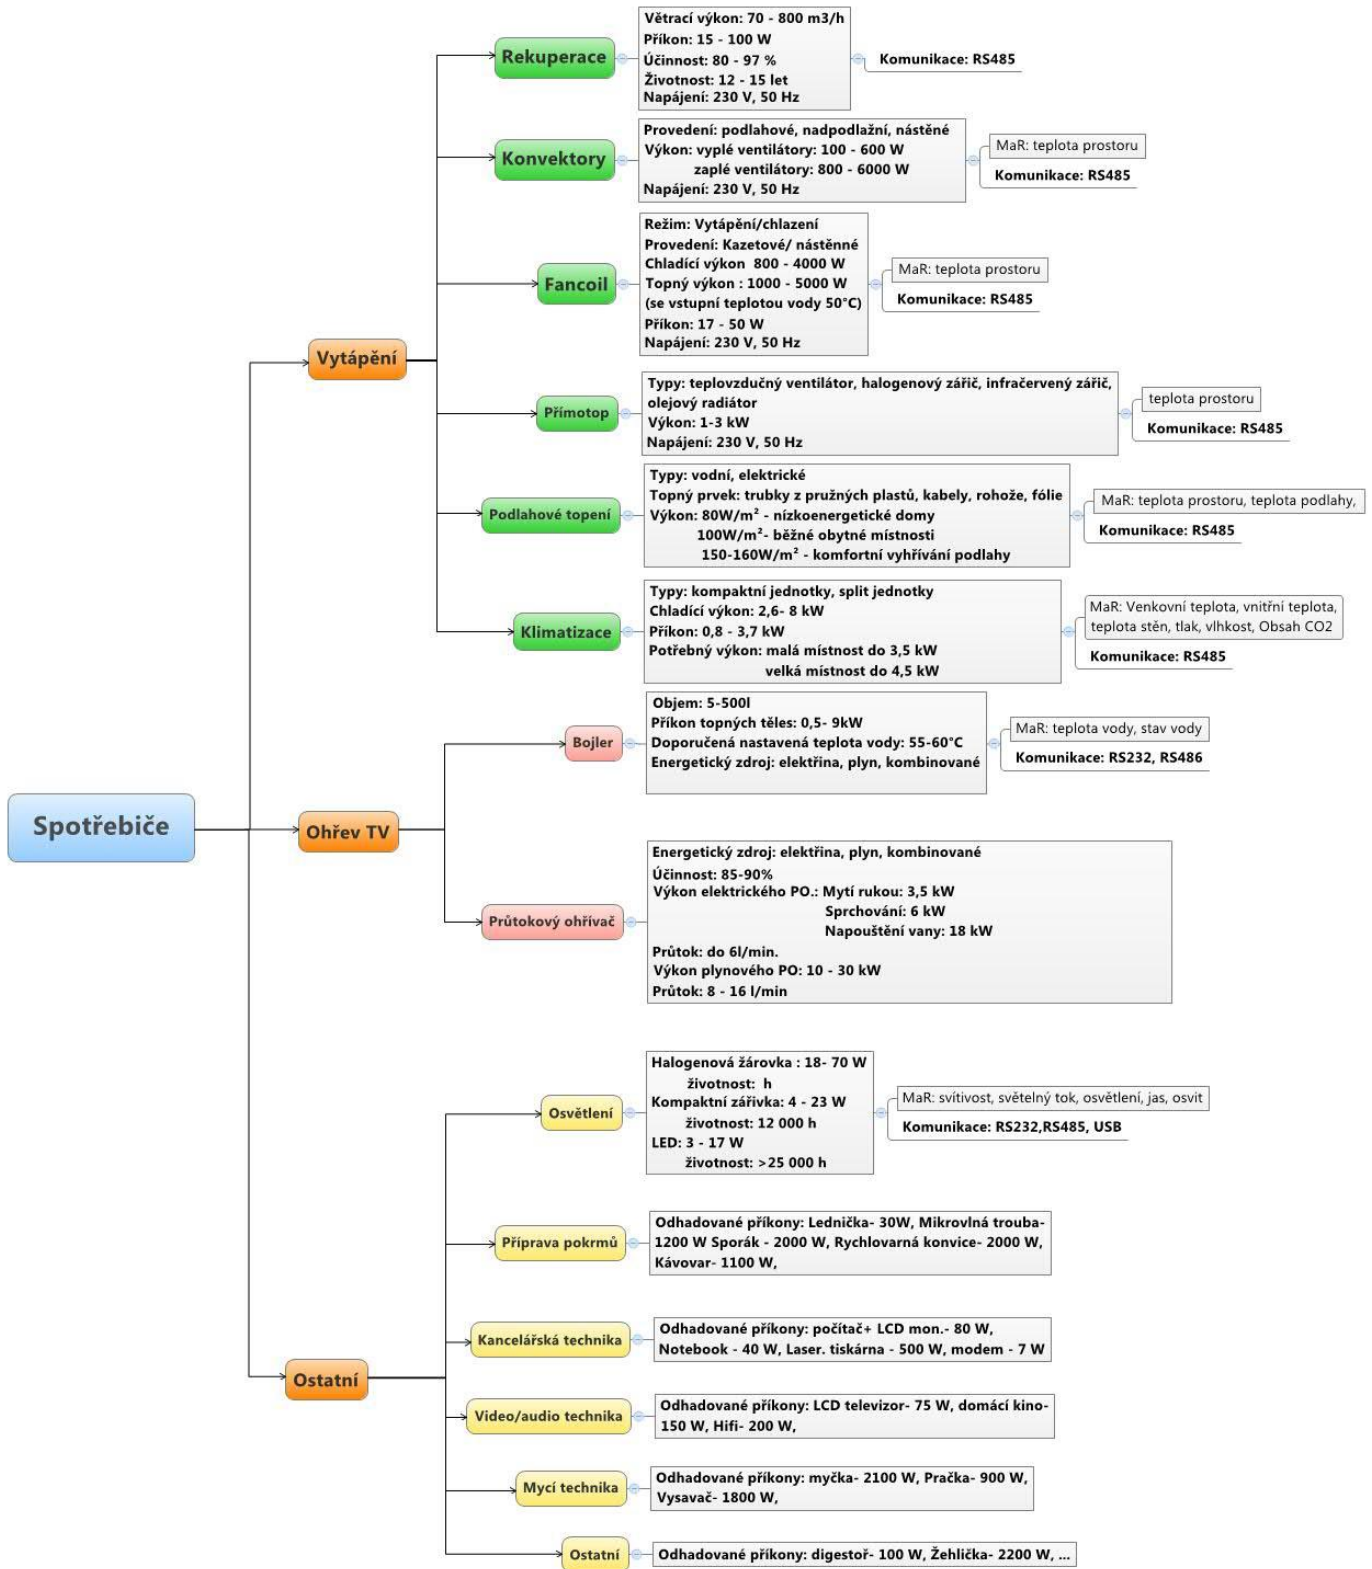 Spotřebiče
Vytápění
Rekuperace
Větrací výkon: 70 - 800 m3/h
Příkon: 15 - 100 W
Účinnost: 80 - 97 %
Životnost: 12 - 15 let
Napájení: 230 V, 50 Hz
Komunikace: RS485
Konvektory
Provedení: podlahové, nadpodlažní, nástěné
Výkon: vyplé ventilátory: 100 - 600 W
zaplé ventilátory: 800 - 6000 W
Napájení: 230 V, 50 Hz
MaR: teplota prostoru
Komunikace: RS485
Fancoil
Režim: Vytápění/chlazení
Provedení: Kazetové/ nástěnné
Chladící výkon 800 - 4000 W
Topný výkon : 1000 - 5000 W
(se vstupní teplotou vody 50°C)
Příkon: 17 - 50 W
Napájení: 230 V, 50 Hz
MaR: teplota prostoru
Komunikace: RS485
Přímotop
Typy: teplovzdučný ventilátor, halogenový zářič, infračervený zářič,
olejový radiátor
Výkon: 1-3 kW
Napájení: 230 V, 50 Hz
teplota prostoru
Komunikace: RS485
Podlahové topení
Typy: vodní, elektrické
Topný prvek: trubky z pružných plastů, kabely, rohože, fólie
Výkon: 80W/m² - nízkoenergetické domy
100W/m²- běžné obytné místnosti
150-160W/m² - komfortní vyhřívání podlahy
MaR: teplota prostoru, teplota podlahy,
Komunikace: RS485
Klimatizace
Typy: kompaktní jednotky, split jednotky
Chladící výkon: 2,6- 8 kW
Příkon: 0,8 - 3,7 kW
Potřebný výkon: malá místnost do 3,5 kW
velká místnost do 4,5 kW
MaR: Venkovní teplota, vnitřní teplota,
teplota stěn, tlak, vlhkost, Obsah CO2
Komunikace: RS485
Ohřev TV
Bojler
Objem: 5-500l
Příkon topných těles: 0,5- 9kW
Doporučená nastavená teplota vody: 55-60°C
Energetický zdroj: elektřina, plyn, kombinované
MaR: teplota vody, stav vody
Komunikace: RS232, RS486
Průtokový ohřívač
Energetický zdroj: elektřina, plyn, kombinované
Účinnost: 85-90%
Výkon elektrického PO.: Mytí rukou: 3,5 kW
Sprchování: 6 kW
Napouštění vany: 18 kW
Průtok: do 6l/min.
Výkon plynového PO: 10 - 30 kW
Průtok: 8 - 16 l/min
Ostatní
Osvětlení
Halogenová žárovka : 18- 70 W
životnost: h
Kompaktní zářivka: 4 - 23 W
životnost: 12 000 h
LED: 3 - 17 W
životnost: >25 000 h
MaR: svítivost, světelný tok, osvětlení, jas, osvit
Komunikace: RS232,RS485, USB
Příprava pokrmů
Odhadované příkony: Lednička- 30W, Mikrovlná trouba-
1200 W Sporák - 2000 W, Rychlovarná konvice- 2000 W,
Kávovar- 1100 W,
Kancelářská technika
Odhadované příkony: počítač+ LCD mon.- 80 W,
Notebook - 40 W, Laser. tiskárna - 500 W, modem - 7 W
Video/audio technika
Odhadované příkony: LCD televizor- 75 W, domácí kino-
150 W, Hifi- 200 W,
Mycí technika
Odhadované příkony: myčka- 2100 W, Pračka- 900 W,
Vysavač- 1800 W,
Ostatní
Odhadované příkony: digestoř- 100 W, Žehlička- 2200 W, ...